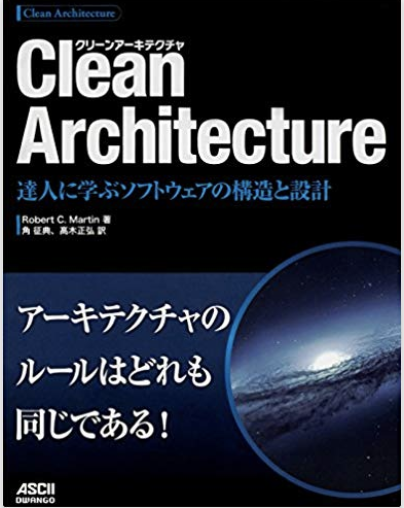 Clean Architecture
クリーンアーキテクチャ
Clean
Architecture
達人に学ぶソフトウェアの構造と設計
Robert C. Martin 著
角 征典、高木正弘 訳
アーキテクチャの
ルールはどれも
同じである!
ASCII
DWANGO